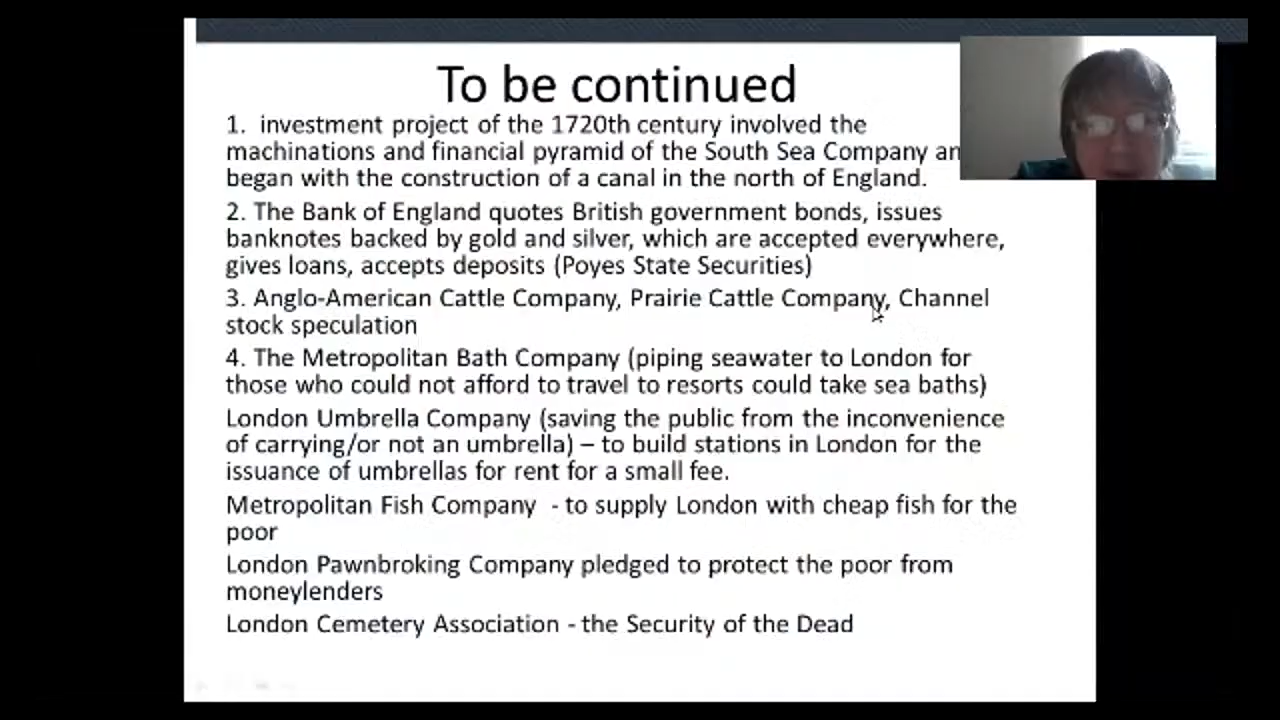 To be continued
1. investment project of the 1720th century involved the
machinations and financial pyramid of the South Sea Company
began with the construction of a canal in the north of England.
2. The Bank of England quotes British government bonds, issues
banknotes backed by gold and silver, which are accepted everywhere,
gives loans, accepts deposits (Poyes State Securities)
3. Anglo-American Cattle Company, Prairie Cattle Company, Channel
stock speculation
4. The Metropolitan Bath Company (piping seawater to London for
those who could not afford to travel to resorts could take sea baths)
London Umbrella Company (saving the public from the inconvenience
of carrying/or not an umbrella) – to build stations in London for the
issuance of umbrellas for rent for a small fee.
Metropolitan Fish Company - to supply London with cheap fish for the
poor
London Pawnbroking Company pledged to protect the poor from
moneylenders
London Cemetery Association - the Security of the Dead